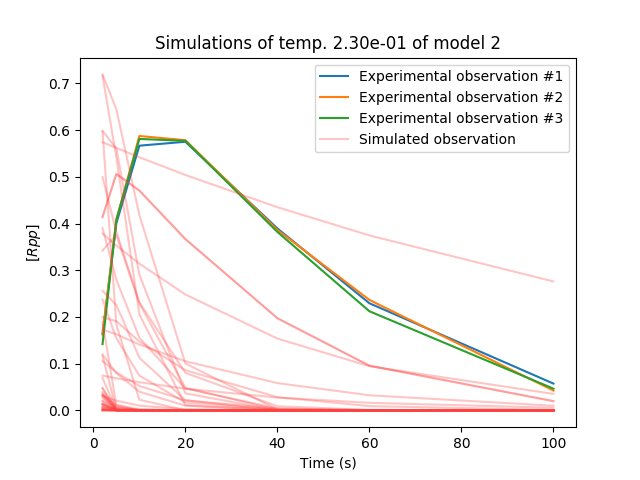 Simulations of temp. 2.30e-01 of model 2
Experimental observation #1
Experimental observation #2
Experimental observation #3
Simulated observation
0.7
0.6
0.5
0.4
0.3
0.2
0.1
0.0
[Rpp]
0
20
40
60
80
100
Time (s)